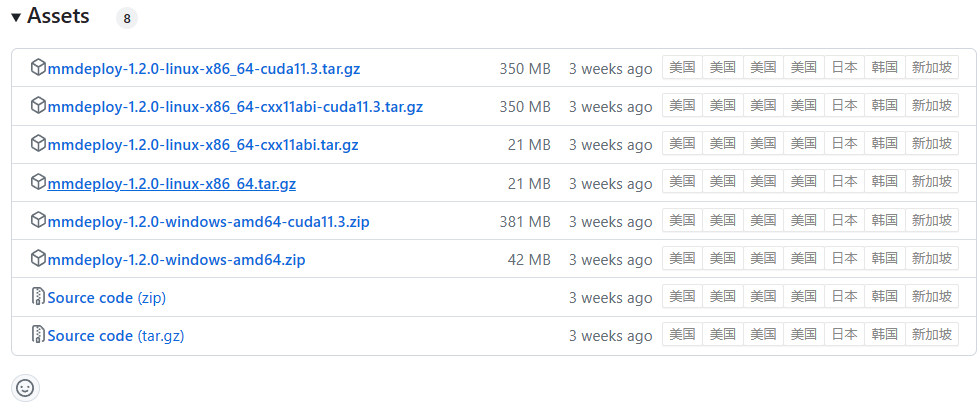 Assets 8
mmdeploy-1.2.0-linux-x86_64-cuda11.3.tar.gz 350 MB 3 weeks ago 美国 美国 美国 美国 日本 韩国 新加坡
mmdeploy-1.2.0-linux-x86_64-cxx11abi-cuda11.3.tar.gz 350 MB 3 weeks ago 美国 美国 美国 美国 日本 韩国 新加坡
mmdeploy-1.2.0-linux-x86_64-cxx11abi.tar.gz 21 MB 3 weeks ago 美国 美国 美国 美国 日本 韩国 新加坡
mmdeploy-1.2.0-linux-x86_64.tar.gz 21 MB 3 weeks ago 美国 美国 美国 美国 日本 韩国 新加坡
mmdeploy-1.2.0-windows-amd64-cuda11.3.zip 381 MB 3 weeks ago 美国 美国 美国 美国 日本 韩国 新加坡
mmdeploy-1.2.0-windows-amd64.zip 42 MB 3 weeks ago 美国 美国 美国 美国 日本 韩国 新加坡
Source code (zip) 3 weeks ago 美国 美国 美国 美国 日本 韩国 新加坡
Source code (tar.gz) 3 weeks ago 美国 美国 美国 美国 日本 韩国 新加坡